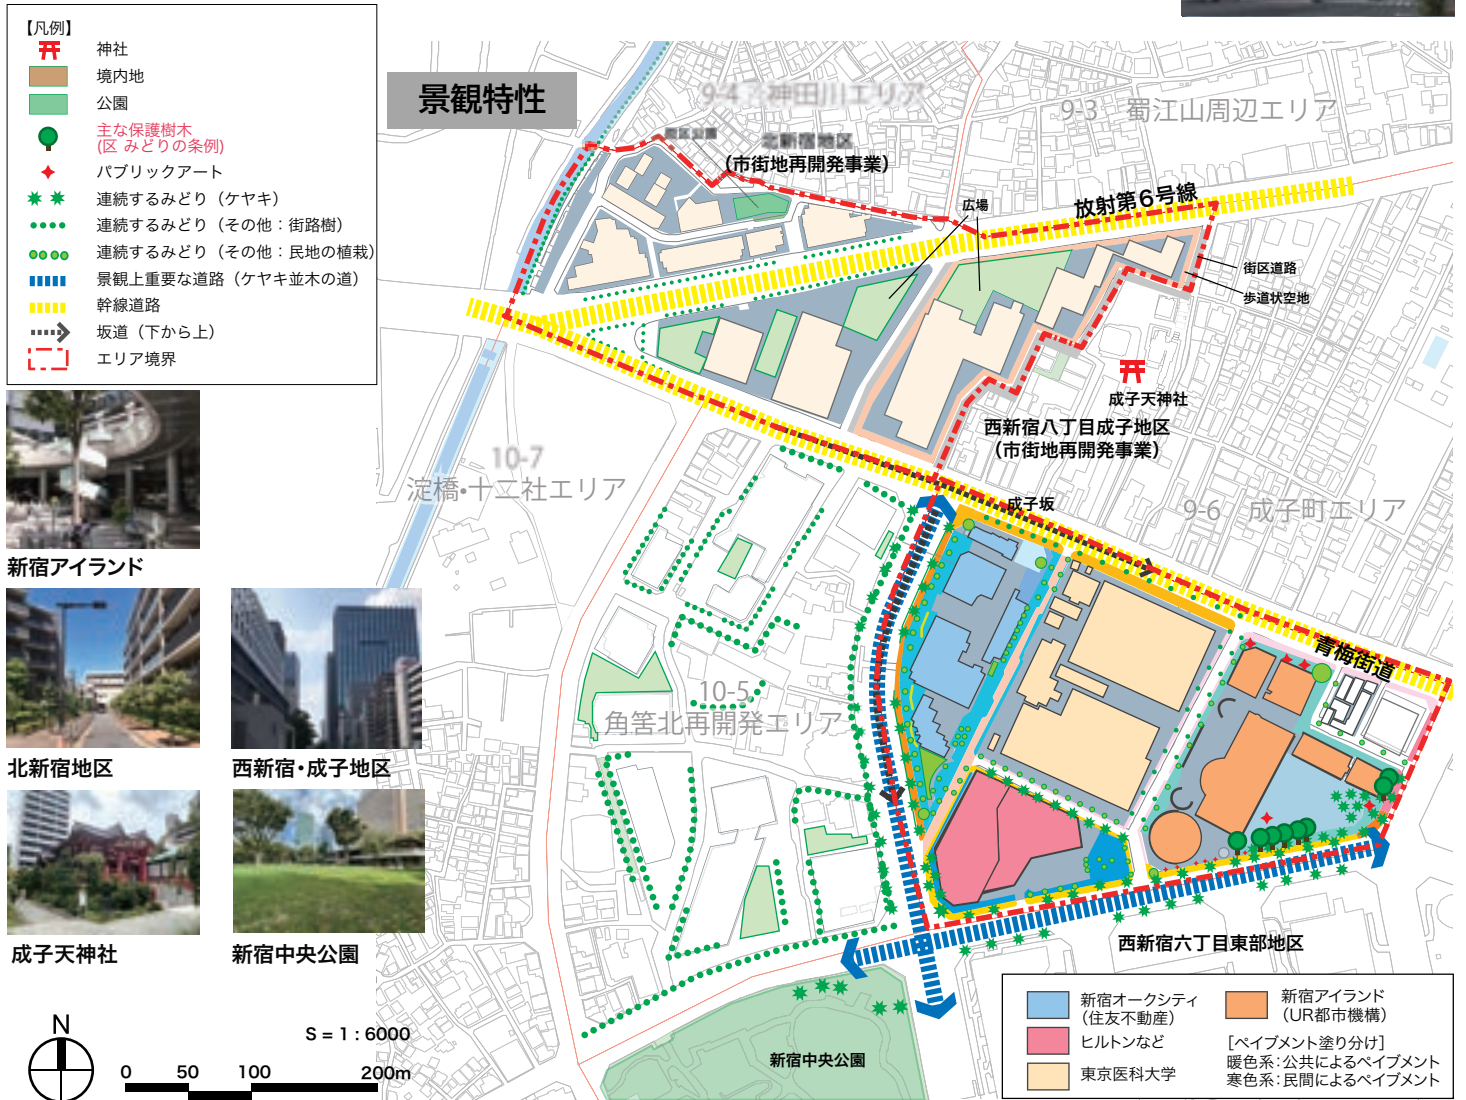 【凡例】
神社
境内地
公園
主な保護樹木
(区 みどりの条例)
パブリックアート
連続するみどり（ケヤキ）
連続するみどり（その他：街路樹）
連続するみどり（その他：民地の植栽）
景観上重要な道路（ケヤキ並木の道）
幹線道路
坂道（下から上）
エリア境界
景観特性
9-4 神田川エリア
9-3 蜀江山周辺エリア
北新宿地区
（市街地再開発事業）
広場
放射第6号線
街区道路
歩道状空地
成子天神社
西新宿八丁目成子地区
（市街地再開発事業）
10-7
淀橋・十二社エリア
成子坂
9-6 成子町エリア
青梅街道
10-5
角筈北再開発エリア
新宿アイランド
北新宿地区
西新宿・成子地区
成子天神社
新宿中央公園
西新宿六丁目東部地区
新宿中央公園
N
S = 1 : 6000
0 50 100 200m
新宿オークシティ
（住友不動産）
ヒルトンなど
東京医科大学
新宿アイランド
（UR都市機構）
［ペイブメント塗り分け］
暖色系：公共によるペイブメント
寒色系：民間によるペイブメント